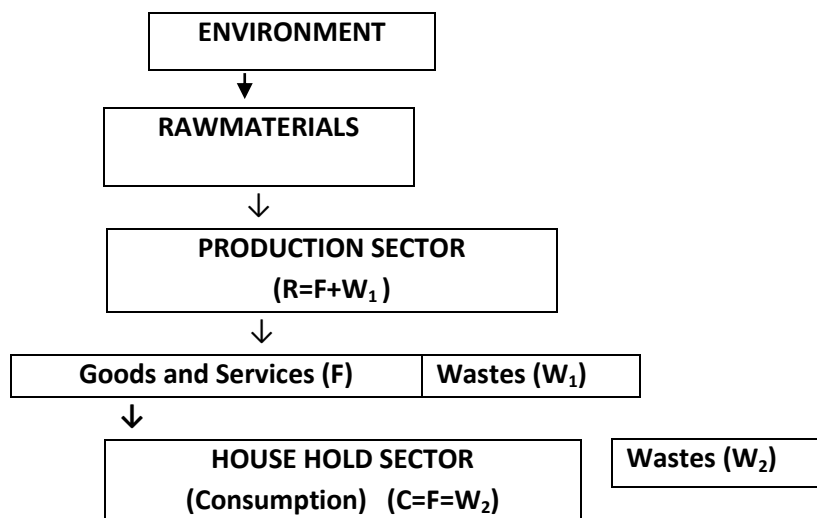 ENVIRONMENT
RAWMATERIALS
PRODUCTION SECTOR
(R=F+W₁)
Goods and Services (F)
Wastes (W₁)
HOUSE HOLD SECTOR
(Consumption) (C=F=W₂)
Wastes (W₂)